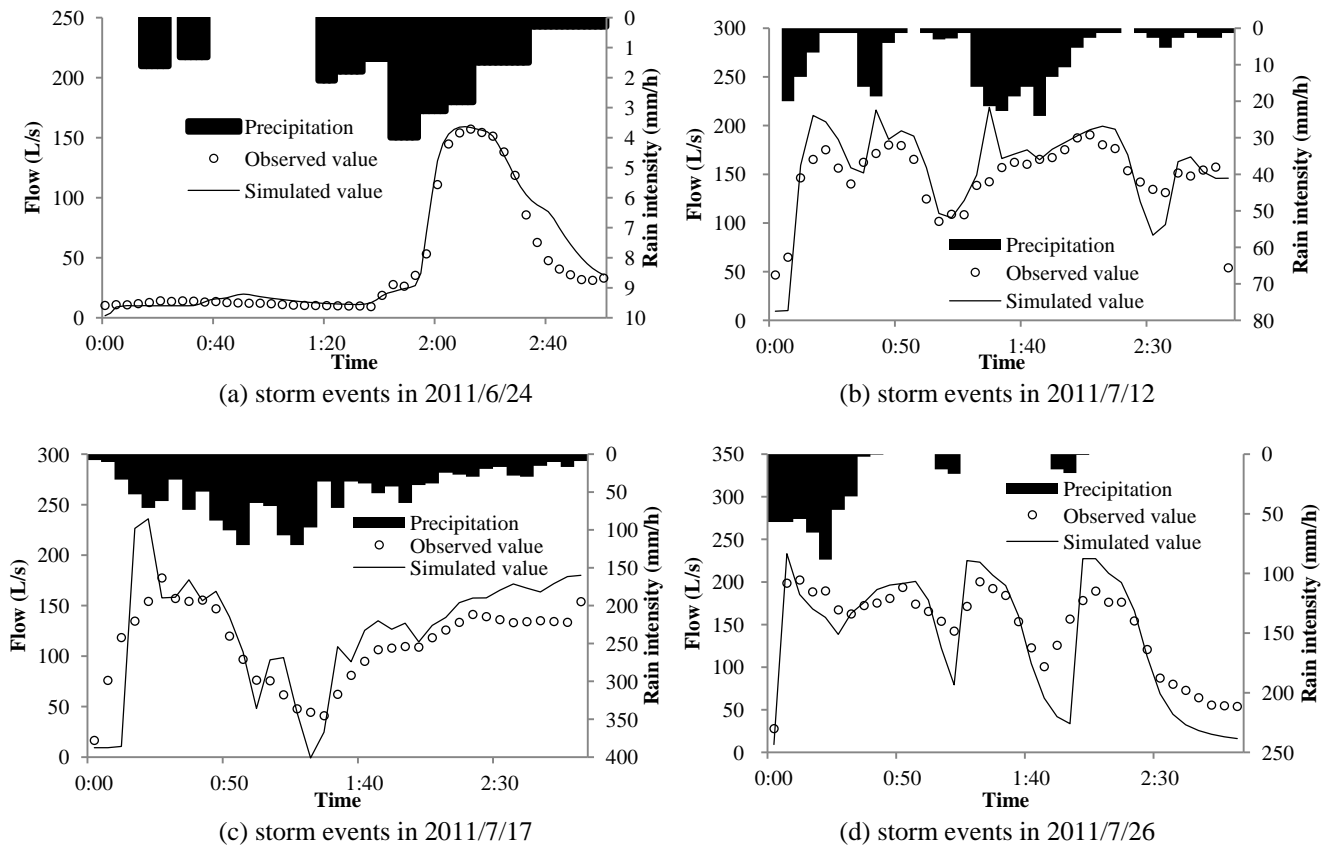 250
200
150
100
50
0
Flow (L/s)
0
1
2
3
4
5
6
7
8
9
10
Rain intensity (mm/h)
Precipitation
Observed value
Simulated value
0:00 0:40 1:20 2:00 2:40
Time
(a) storm events in 2011/6/24
300
250
200
150
100
50
0
Flow (L/s)
0
10
20
30
40
50
60
70
80
Rain intensity (mm/h)
Precipitation
Observed value
Simulated value
0:00 0:50 1:40 2:30
Time
(b) storm events in 2011/7/12
300
250
200
150
100
50
0
Flow (L/s)
0
50
100
150
200
250
300
350
400
Rain intensity (mm/h)
Precipitation
Observed value
Simulated value
0:00 0:50 1:40 2:30
Time
(c) storm events in 2011/7/17
350
300
250
200
150
100
50
0
Flow (L/s)
0
50
100
150
200
250
Rain intensity (mm/h)
Precipitation
Observed value
Simulated value
0:00 0:50 1:40 2:30
Time
(d) storm events in 2011/7/26